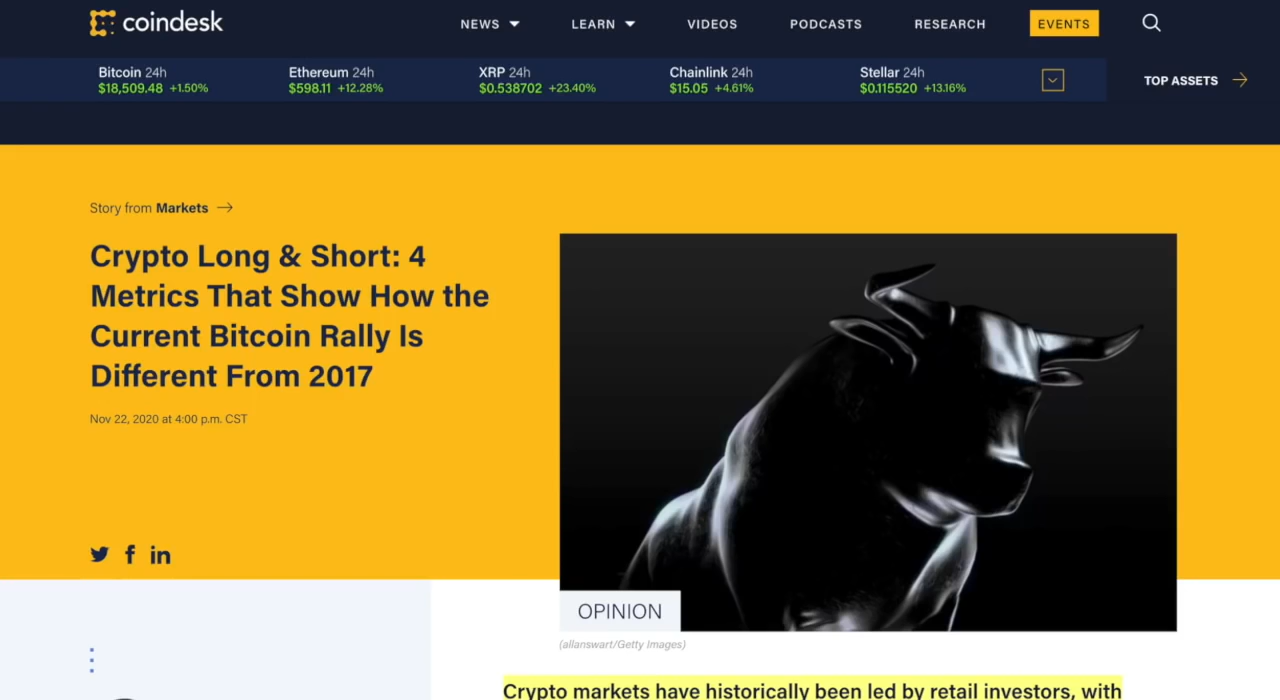 coindesk
NEWS LEARN VIDEOS PODCASTS RESEARCH EVENTS
Bitcoin 24h
$18,509.48 +1.50%
Ethereum 24h
$598.11 +12.28%
XRP 24h
$0.538702 +23.40%
Chainlink 24h
$15.05 +4.61%
Stellar 24h
$0.115520 +13.16%
TOP ASSETS
Story from Markets
Crypto Long & Short: 4
Metrics That Show How the
Current Bitcoin Rally Is
Different From 2017
Nov 22, 2020 at 4:00 p.m. CST
OPINION
(allanswart/Getty Images)
Crypto markets have historically been led by retail investors, with